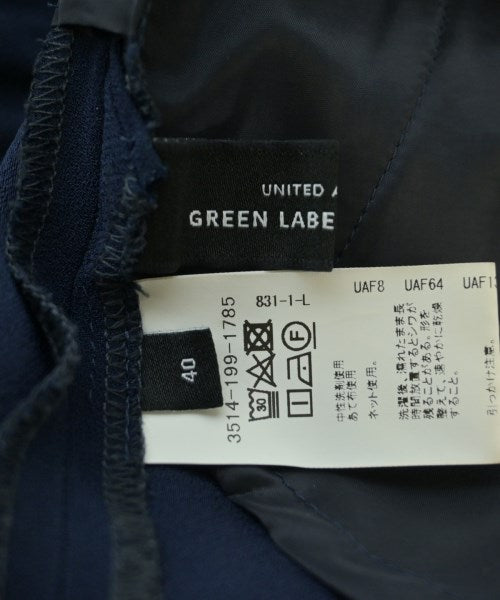 UNITED A
GREEN LABE
40
3514-199-1785
831-1-L
30
中性洗剤使用
あて布使用
ネット使用。
UAF8
洗濯後、濡れたまま長
時間放置するとシワが
残ることがある。形を
整えて、速やかに乾燥
すること。
UAF64
引っかけ注意
UAF1